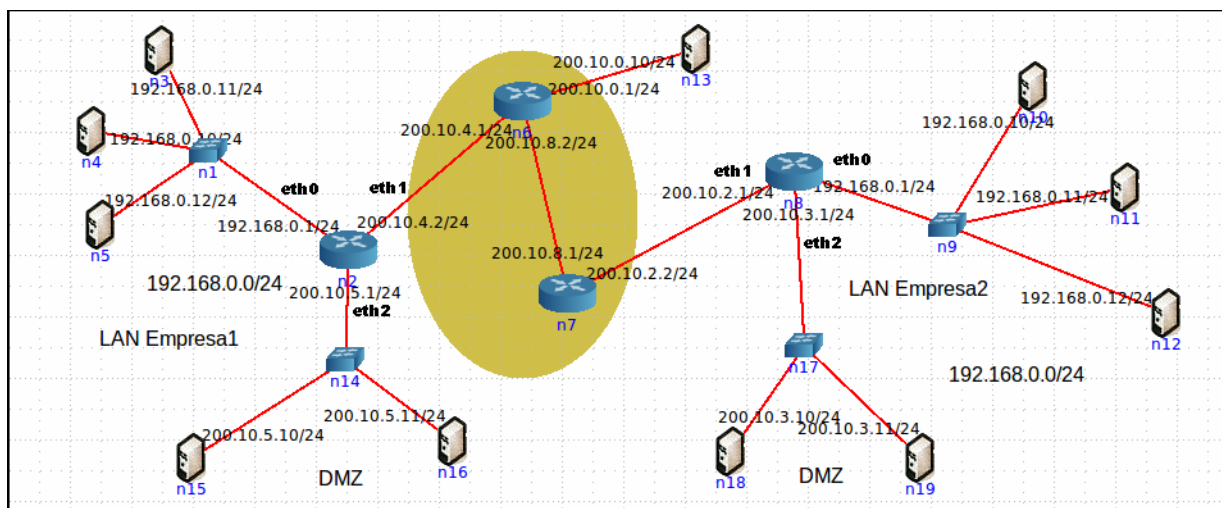 n3
192.168.0.11/24
n4
192.168.0.10/24
n1
n5
192.168.0.12/24
eth0
192.168.0.1/24
n2
192.168.0.0/24
LAN Empresa1
eth1
200.10.4.2/24
200.10.5.1/24
eth2
n14
200.10.5.10/24
200.10.5.11/24
n15
n16
DMZ
n6
200.10.4.1/24
200.10.8.2/24
200.10.0.10/24
200.10.0.1/24
n13
200.10.8.1/24
200.10.2.2/24
n7
eth1
eth0
200.10.2.1/24
192.168.0.1/24
n8
200.10.3.1/24
eth2
n9
n10
192.168.0.10/24
192.168.0.11/24
n11
192.168.0.12/24
n12
LAN Empresa2
192.168.0.0/24
n17
200.10.3.10/24
200.10.3.11/24
n18
n19
DMZ